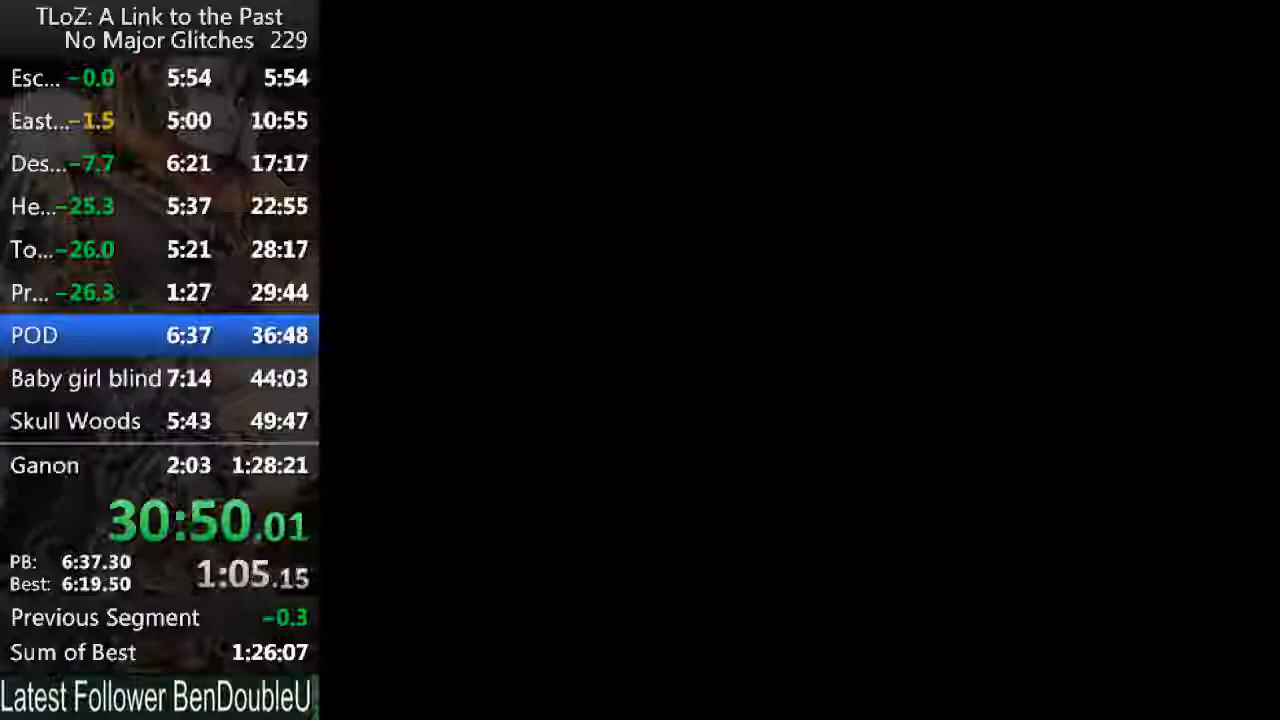 TLoZ: A Link to the Past
No Major Glitches 229
Esc... -0.0 5:54 5:54
East...-1.5 5:00 10:55
Des...-7.7 6:21 17:17
He...-25.3 5:37 22:55
To...-26.0 5:21 28:17
Pr... -26.3 1:27 29:44
POD 6:37 36:48
Baby girl blind 7:14 44:03
Skull Woods 5:43 49:47
Ganon 2:03 1:28:21
30:50.01
PB: 6:37.30
Best: 6:19.50
1:05.15
Previous Segment -0.3
Sum of Best 1:26:07
Latest Follower BenDoubleU